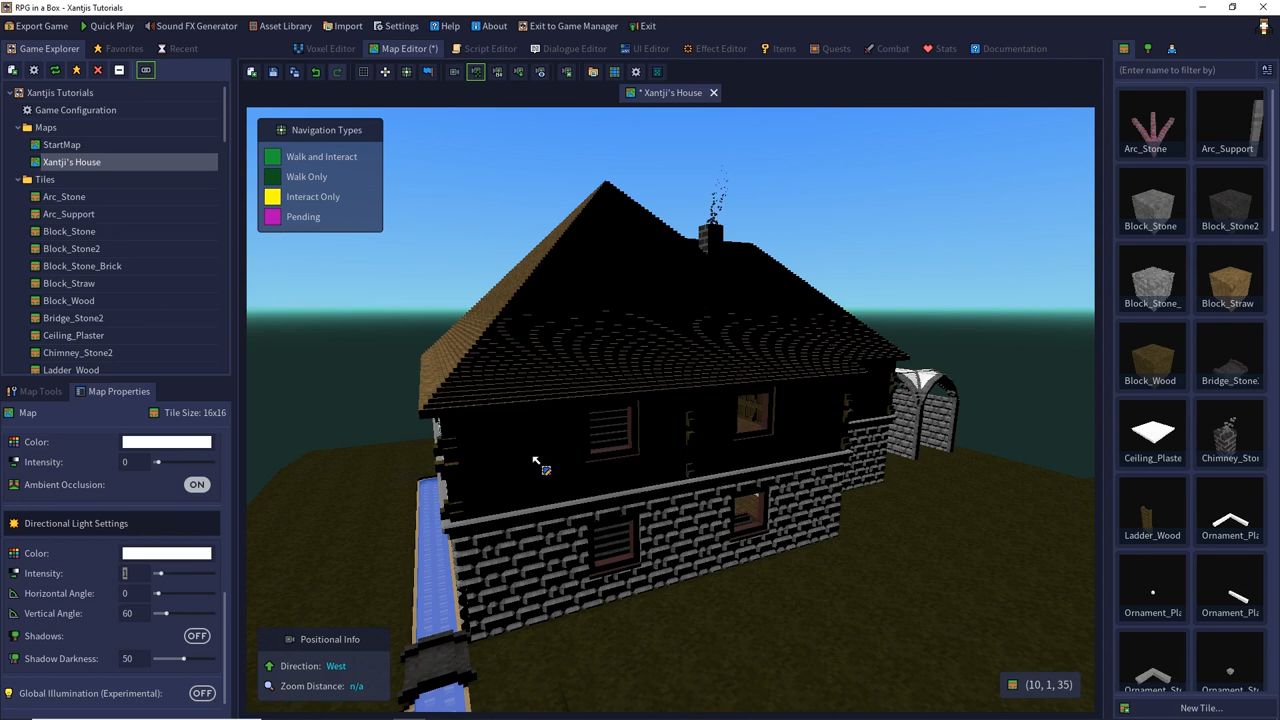 RPG in a Box - Xantjis Tutorials
Export Game Quick Play Sound FX Generator Asset Library Import Settings Help About Exit to Game Manager Exit
Game Explorer Favorites Recent Voxel Editor Map Editor (*) Script Editor Dialogue Editor UI Editor Effect Editor Items Quests Combat Stats Documentation
(Enter name to filter by)
* Xantji's House
Xantjis Tutorials
Game Configuration
Maps
StartMap
Xantji's House
Tiles
Arc_Stone
Arc_Support
Block_Stone
Block_Stone2
Block_Stone_Brick
Block_Straw
Block_Wood
Bridge_Stone2
Ceiling_Plaster
Chimney_Stone2
Ladder_Wood
Map Tools Map Properties
Map Tile Size: 16x16
Color:
Intensity: 0
Ambient Occlusion: ON
Directional Light Settings
Color:
Intensity: 1
Horizontal Angle: 0
Vertical Angle: 60
Shadows: OFF
Shadow Darkness: 50
Global Illumination (Experimental): OFF
Navigation Types
Walk and Interact
Walk Only
Interact Only
Pending
Positional Info
Direction: West
Zoom Distance: n/a
(10, 1, 35)
Arc_Stone Arc_Support
Block_Stone Block_Stone2
Block_Stone_ Block_Straw
Block_Wood Bridge_Stone
Ceiling_Plaste Chimney_Ston
Ladder_Wood Ornament_Pla
Ornament_Pla Ornament_Pla
Ornament_Sto Ornament_Sto
New Tile...